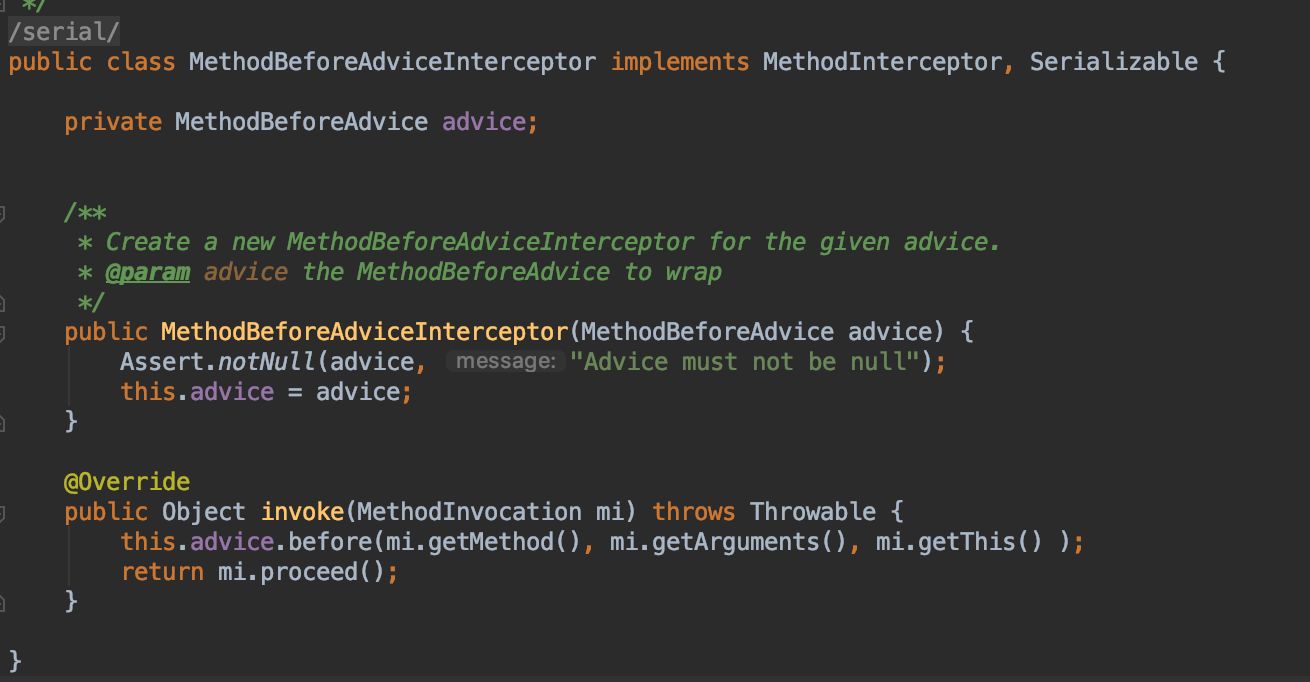 */
/serial/
public class MethodBeforeAdviceInterceptor implements MethodInterceptor, Serializable {
private MethodBeforeAdvice advice;
/**
* Create a new MethodBeforeAdviceInterceptor for the given advice.
* @param advice the MethodBeforeAdvice to wrap
*/
public MethodBeforeAdviceInterceptor(MethodBeforeAdvice advice) {
Assert.notNull(advice, message: "Advice must not be null");
this.advice = advice;
}
@Override
public Object invoke(MethodInvocation mi) throws Throwable {
this.advice.before(mi.getMethod(), mi.getArguments(), mi.getThis() );
return mi.proceed();
}
}